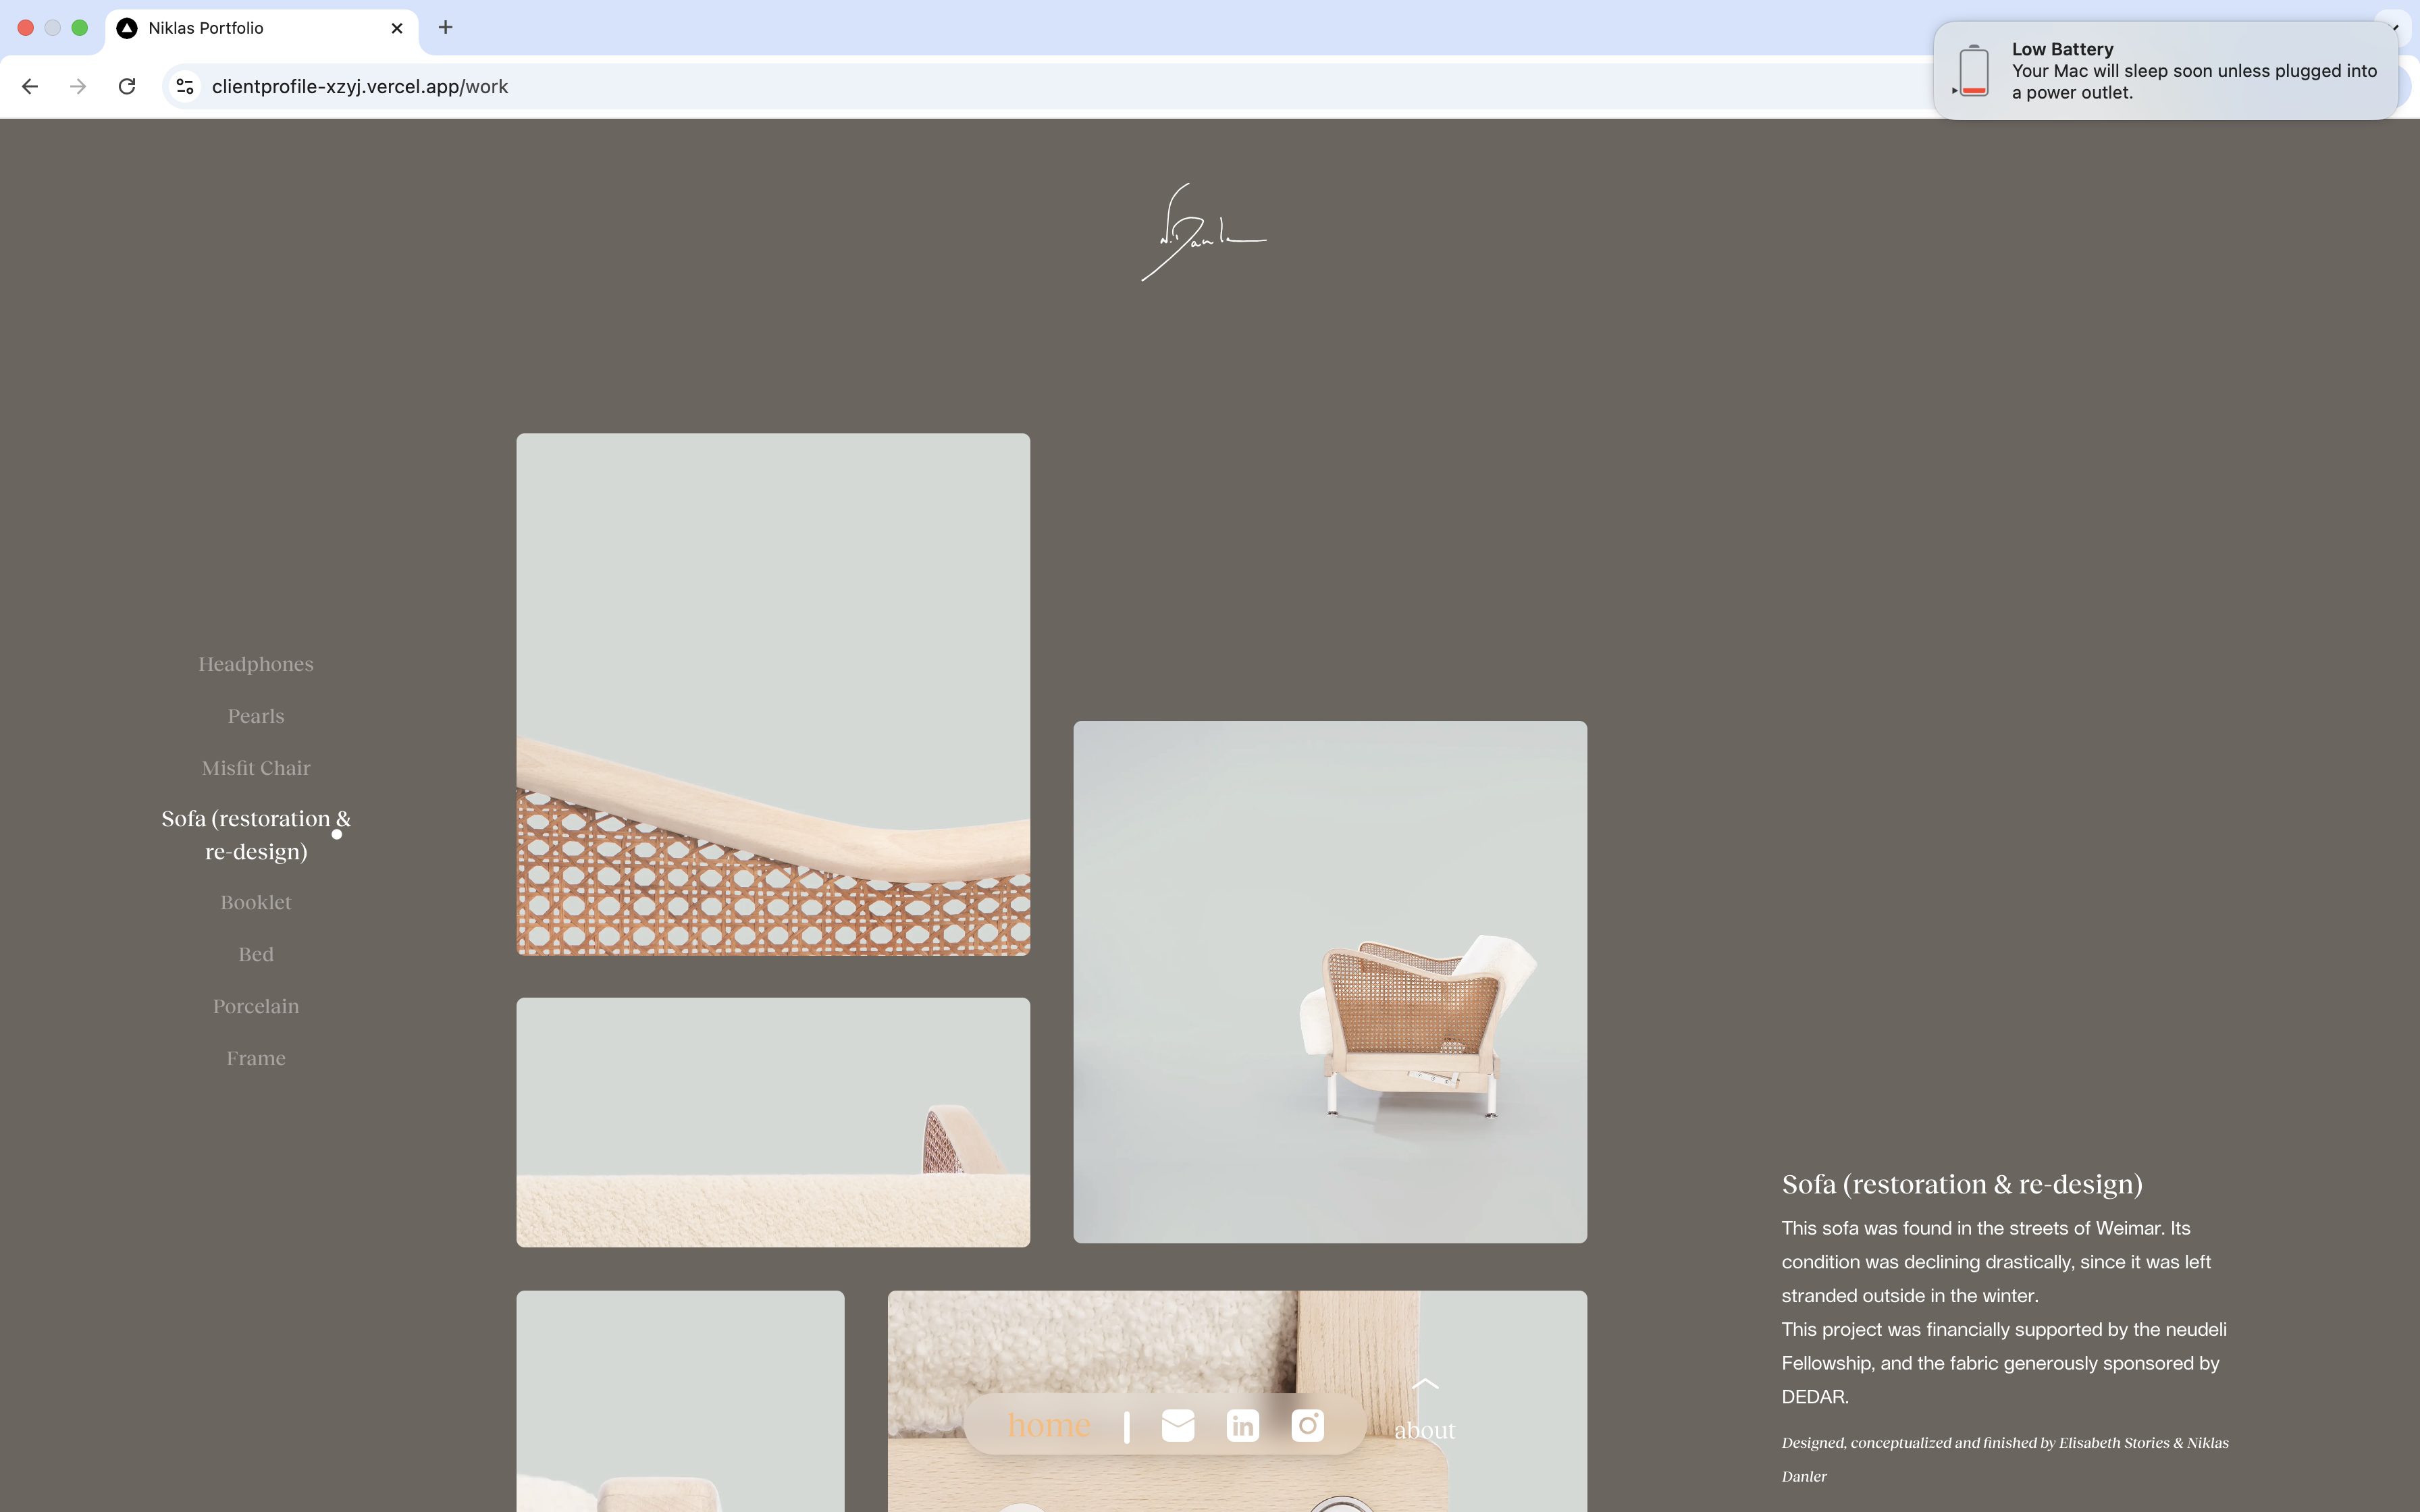 Niklas Portfolio
clientprofile-xzyj.vercel.app/work
Low Battery
Your Mac will sleep soon unless plugged into
a power outlet.
Headphones
Pearls
Misfit Chair
Sofa (restoration &
re-design)
Booklet
Bed
Porcelain
Frame
Sofa (restoration & re-design)
This sofa was found in the streets of Weimar. Its
condition was declining drastically, since it was left
stranded outside in the winter.
This project was financially supported by the neudeli
Fellowship, and the fabric generously sponsored by
DEDAR.
Designed, conceptualized and finished by Elisabeth Stories & Niklas
Danler
home
in
about